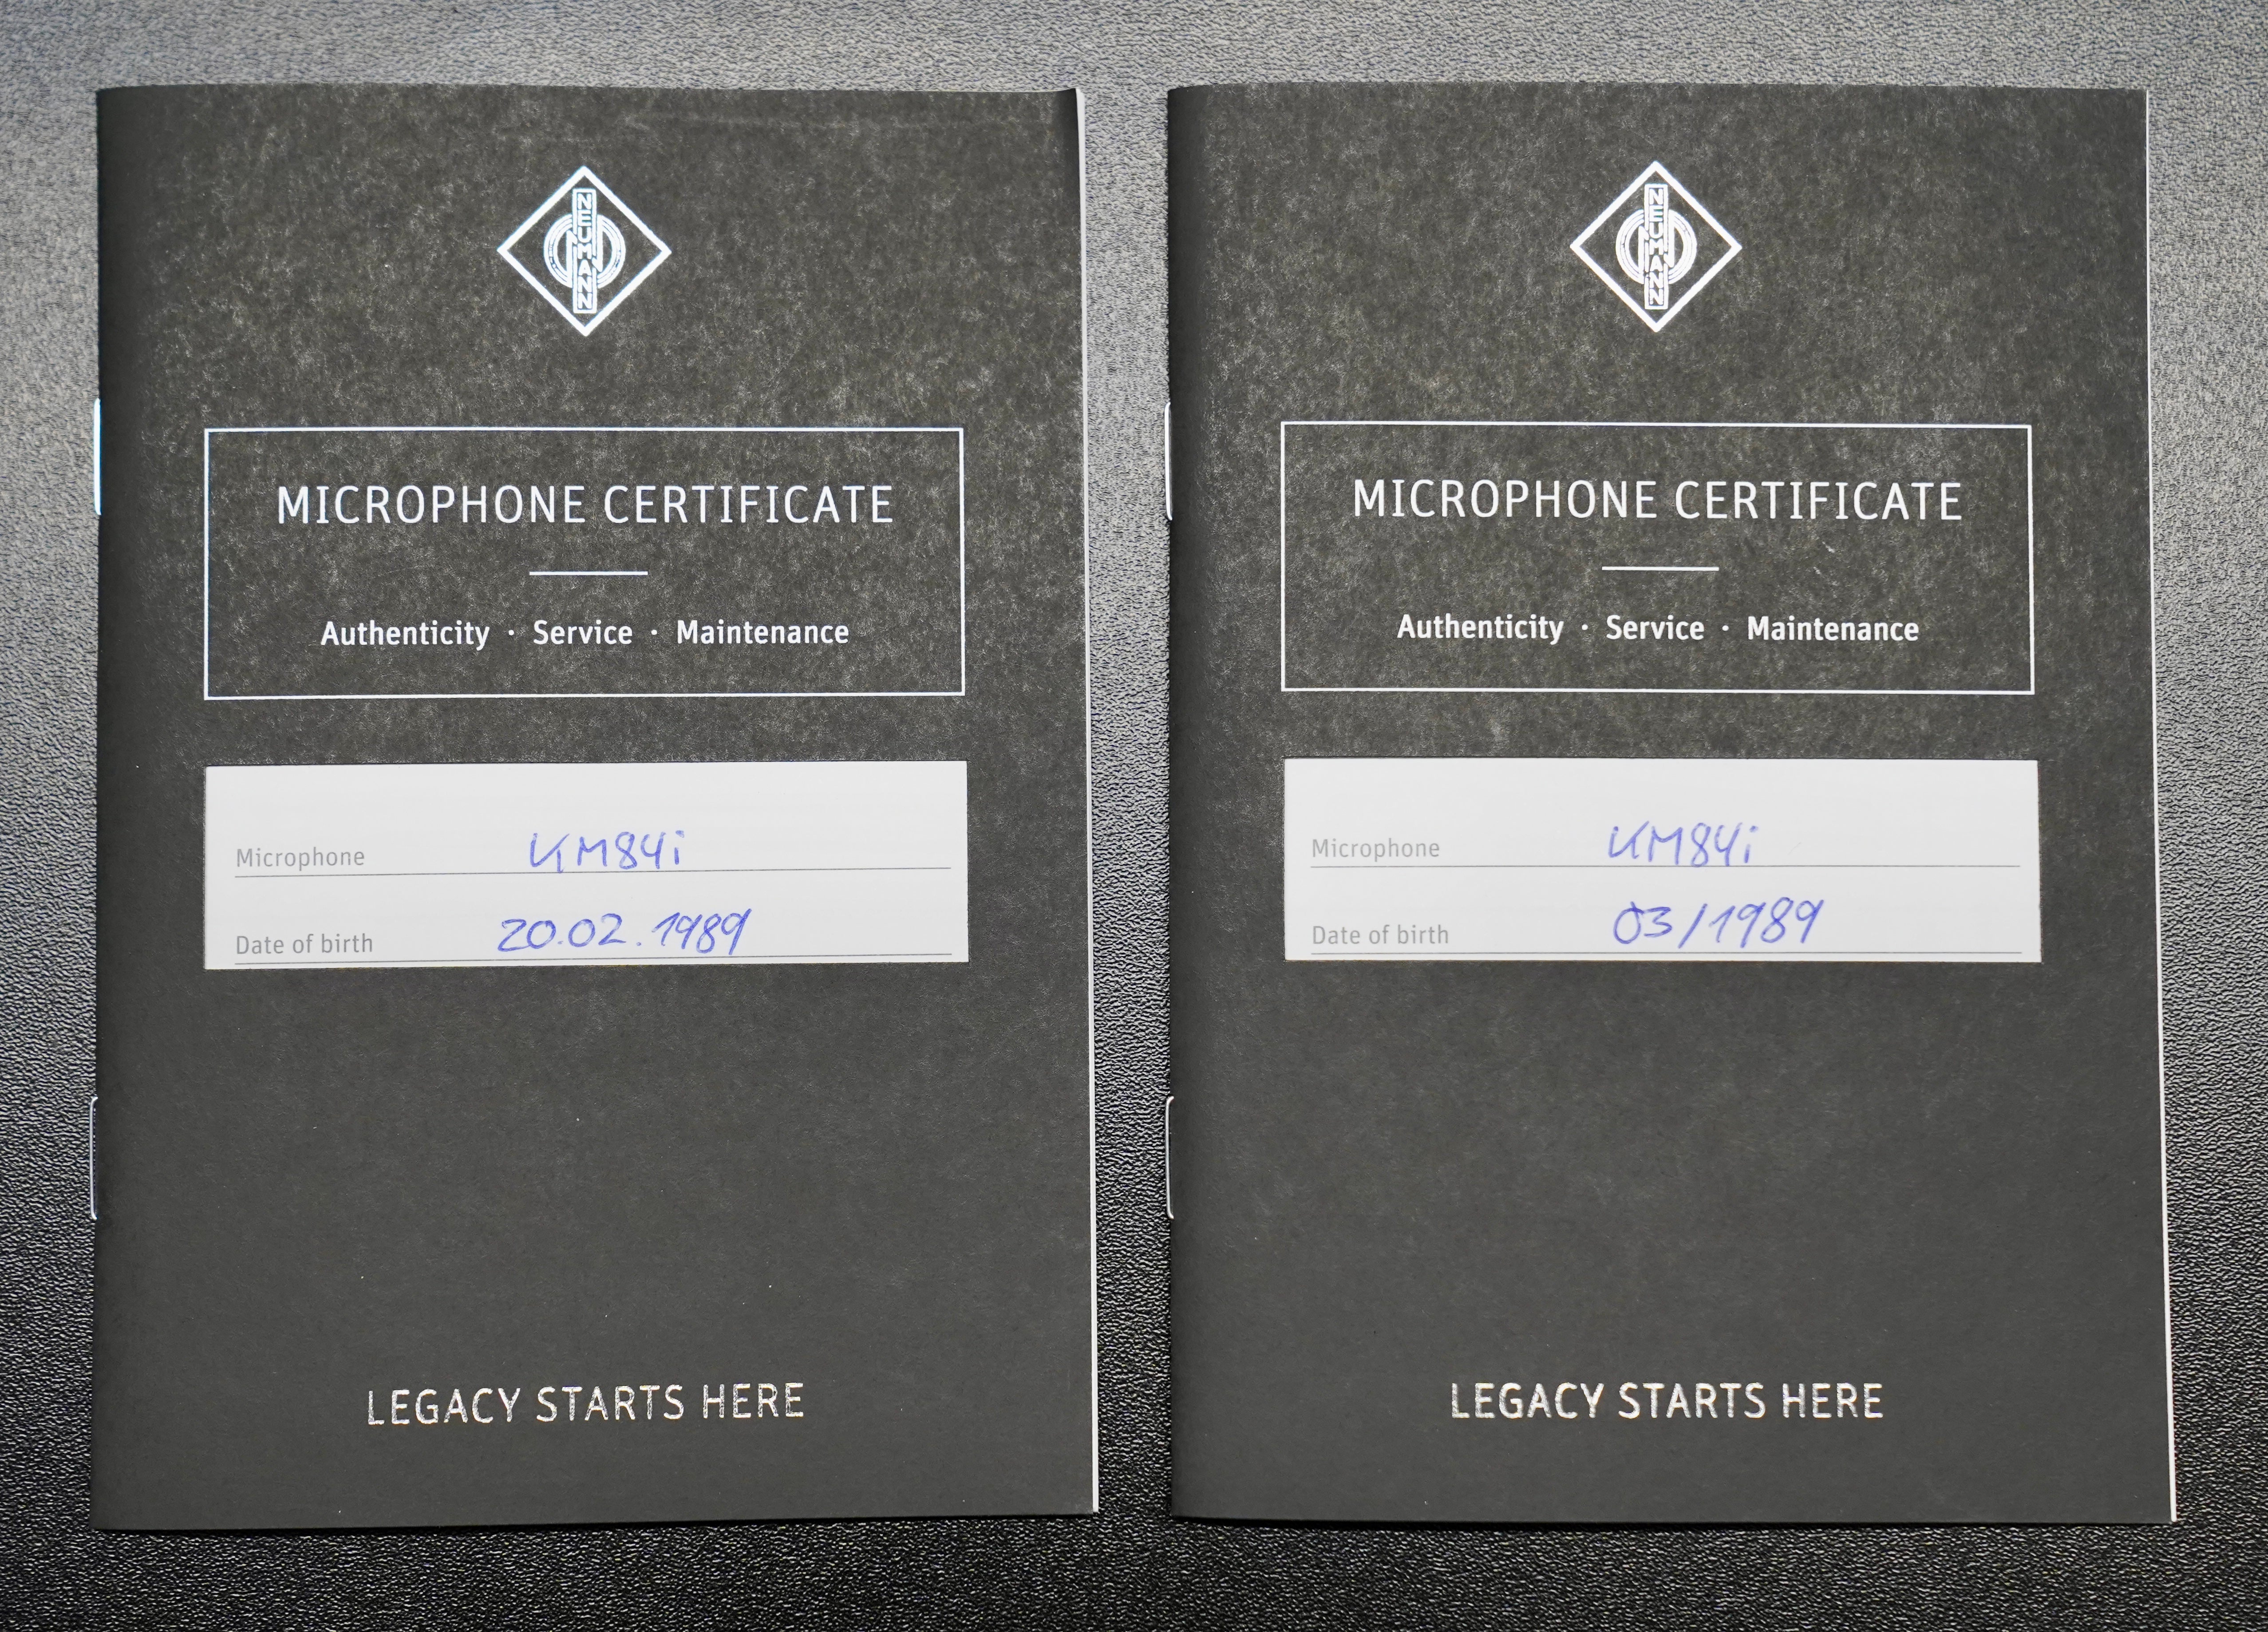 NEUMANN
MICROPHONE CERTIFICATE
Authenticity · Service · Maintenance
Microphone KM84i
Date of birth 20.02.1989
LEGACY STARTS HERE
NEUMANN
MICROPHONE CERTIFICATE
Authenticity · Service · Maintenance
Microphone KM84i
Date of birth 03/1989
LEGACY STARTS HERE